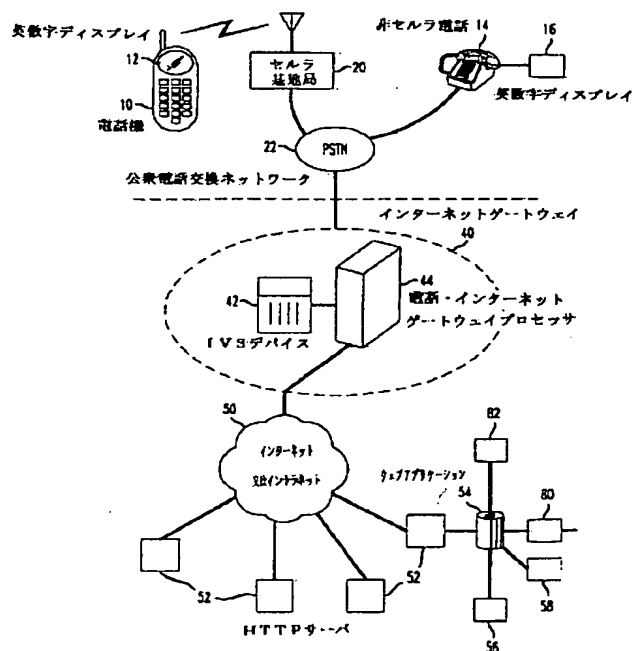 英数字ディスプレイ
12
10
電話機
セルラ
基地局
20
非セルラ電話 14
16
英数字ディスプレイ
22
PSTN
公衆電話交換ネットワーク
インターネットゲートウェイ
40
42
44
電話・インターネット
ゲートウェイプロセッサ
IVSデバイス
50
インターネット
又はイントラネット
ウェブアプリケーション
82
54
80
52
52
52
58
56
HTTPサーバ